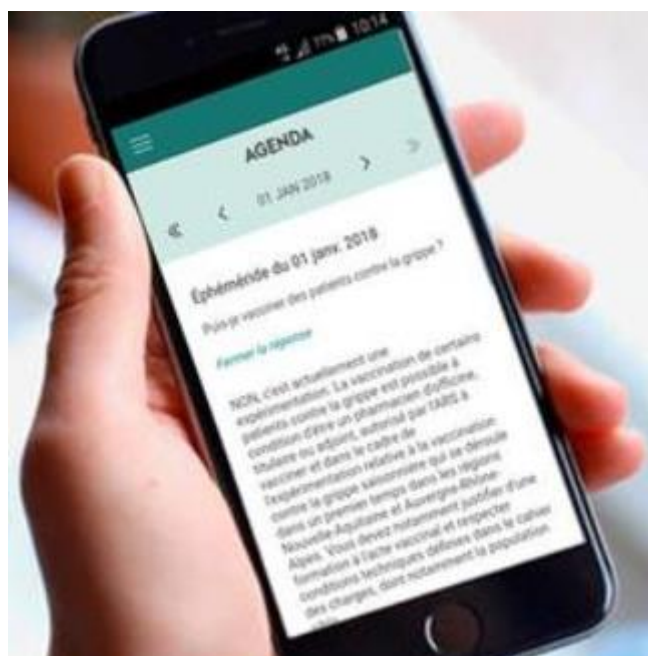 77% 10:14
AGENDA
01 JAN 2018
Éphéméride du 01 janv. 2018
Puis-je vacciner des patients contre la grippe ?
Fermer la réponse
NON, c'est actuellement une
expérimentation. La vaccination de certains
patients contre la grippe est possible à
condition d'être un pharmacien d'officine,
titulaire ou adjoint, autorisé par l'ARS à
vacciner et dans le cadre de
l'expérimentation relative à la vaccination
contre la grippe saisonnière qui se déroule
dans un premier temps dans les régions
Nouvelle-Aquitaine et Auvergne-Rhône-
Alpes. Vous devez notamment justifier d'une
formation à l'acte vaccinal et respecter
conditions techniques définies dans le cahier
des charges, dont notamment la population